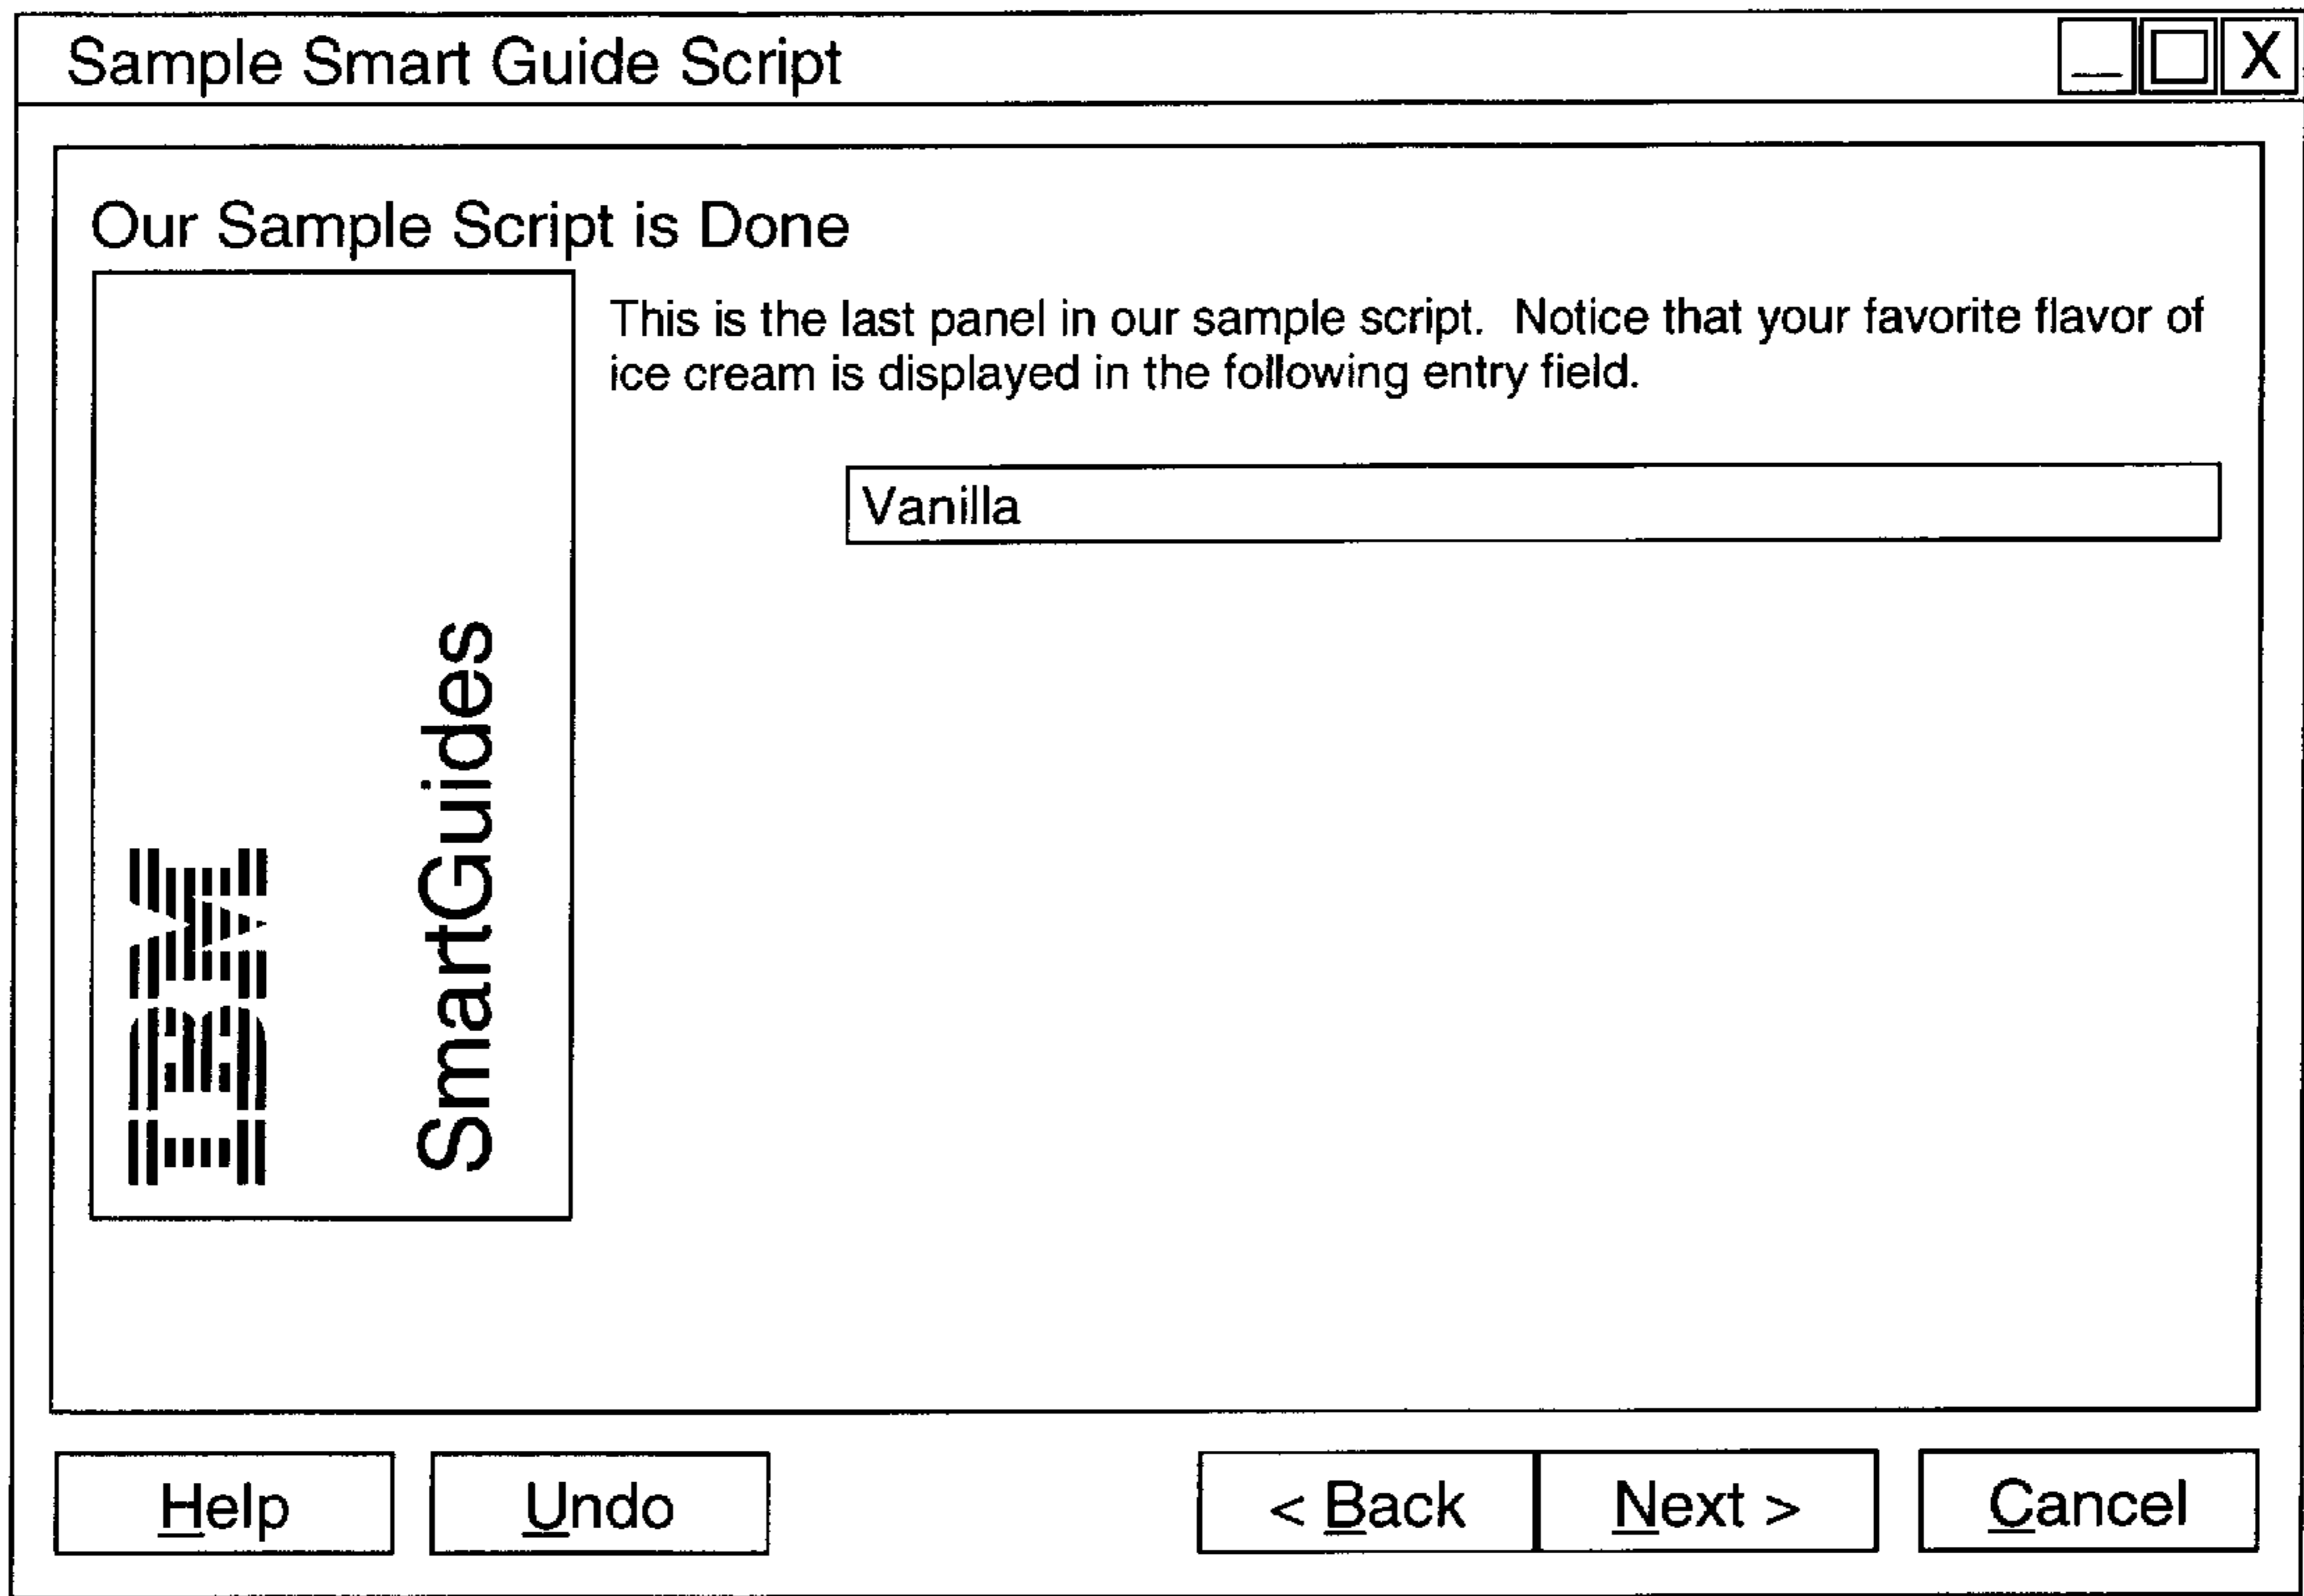 Sample Smart Guide Script
X
Our Sample Script is Done
This is the last panel in our sample script. Notice that your favorite flavor of
ice cream is displayed in the following entry field.
Vanilla
IBM
SmartGuides
Help
Undo
< Back
Next >
Cancel